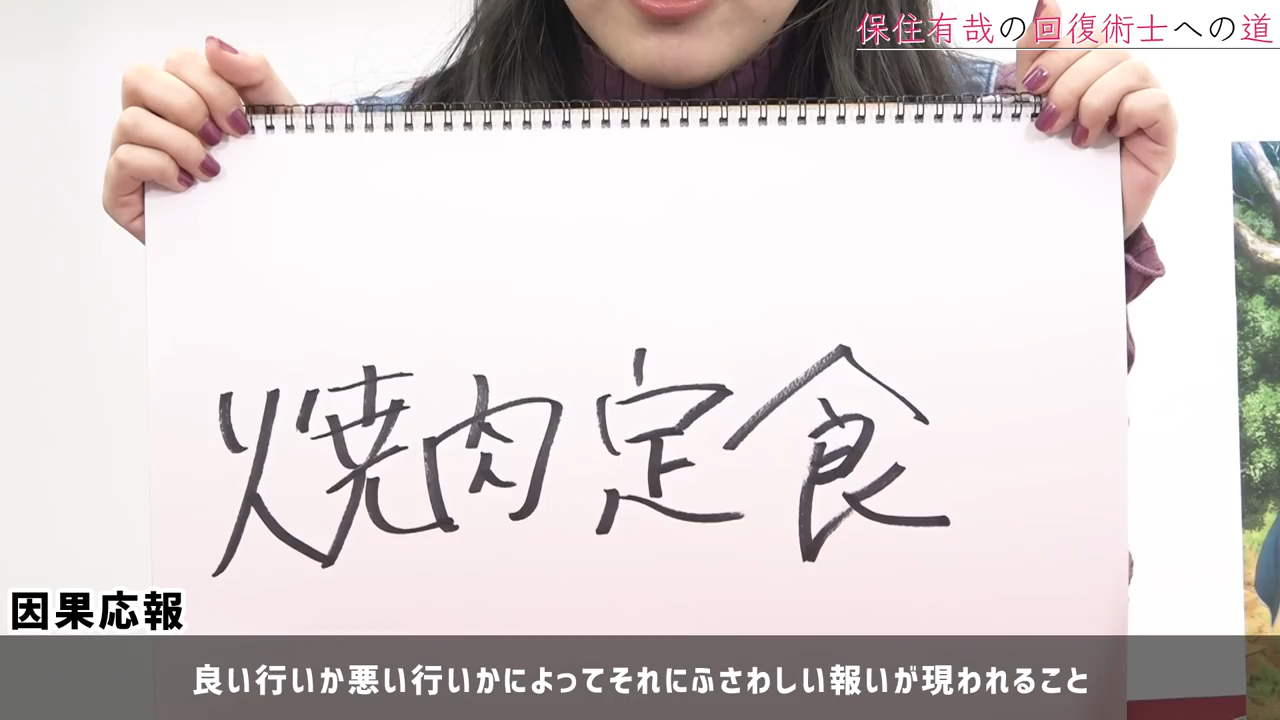 保住有哉の回復術士への道
焼肉定食
因果応報
良い行いか悪い行いかによってそれにふさわしい報いが現われること